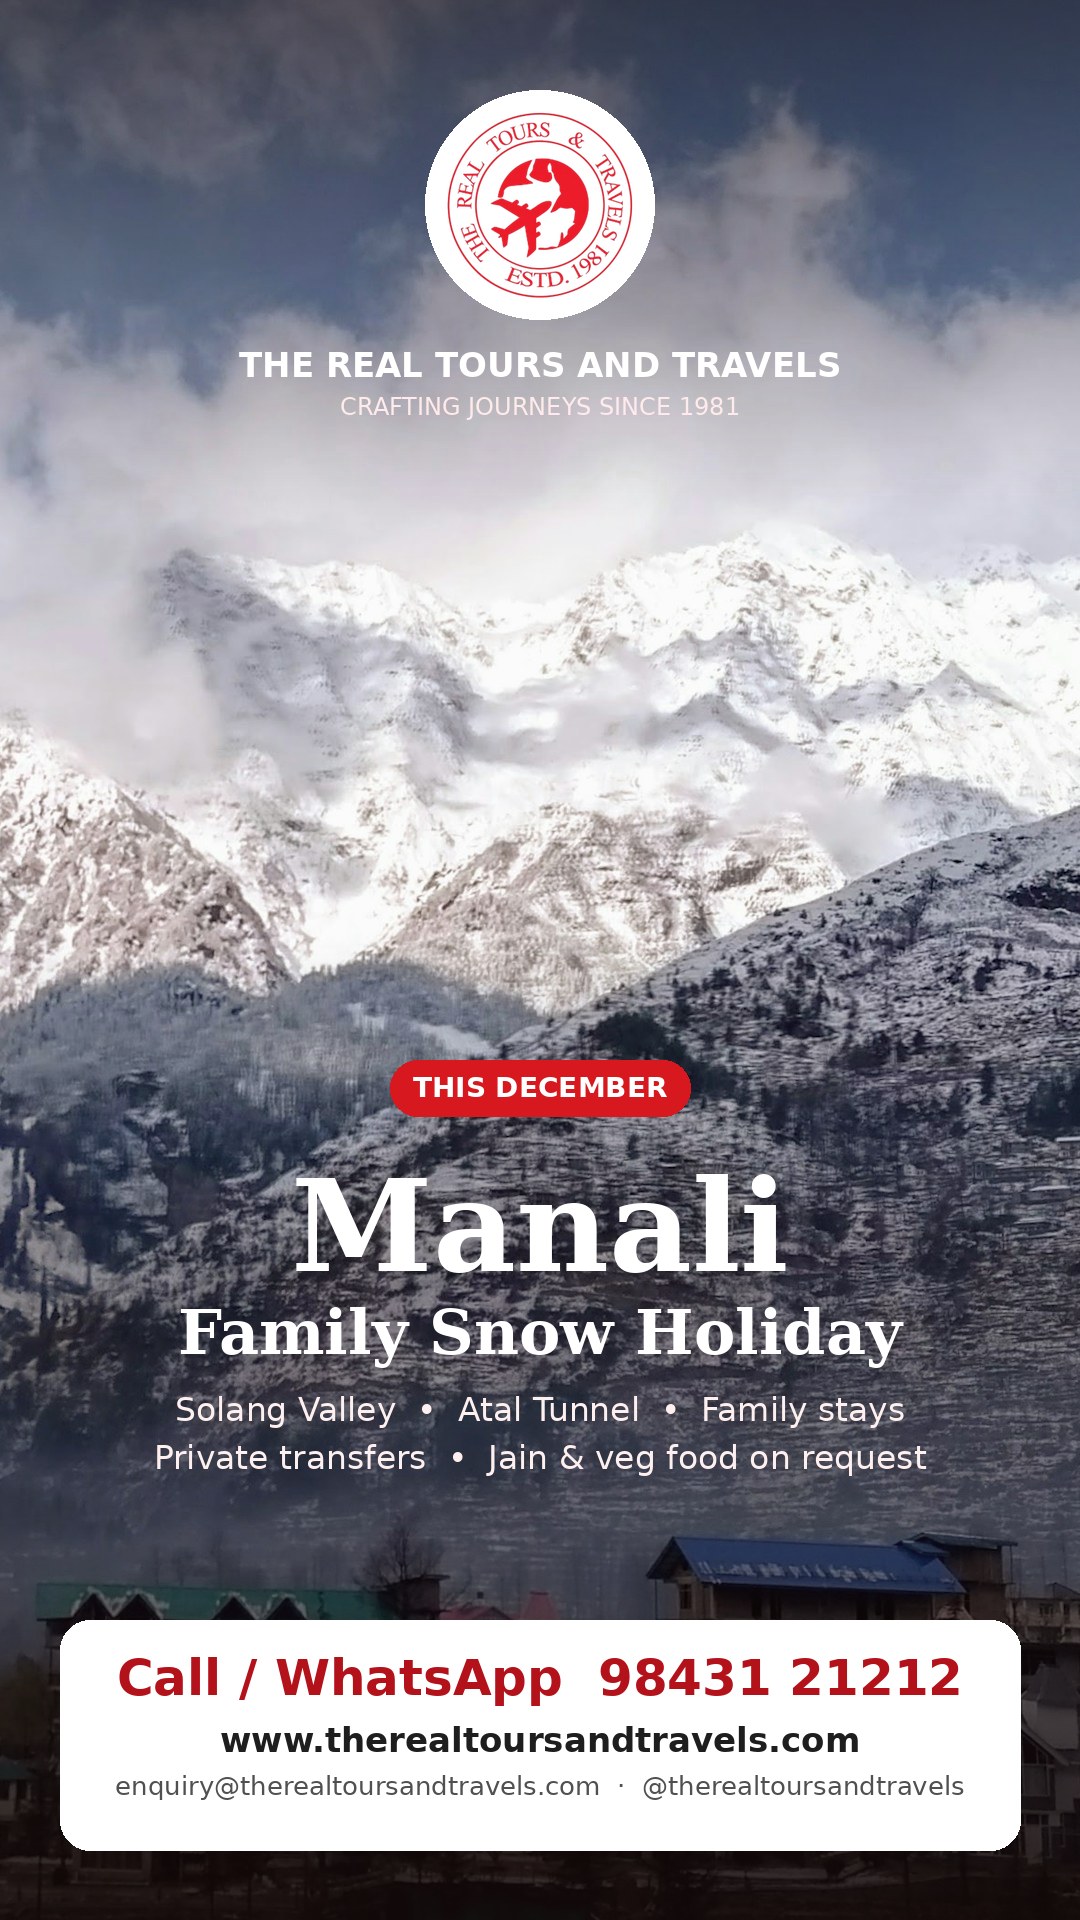 THE REAL TOURS & TRAVELS
ESTD. 1981
THE REAL TOURS AND TRAVELS
CRAFTING JOURNEYS SINCE 1981
THIS DECEMBER
Manali
Family Snow Holiday
Solang Valley • Atal Tunnel • Family stays
Private transfers • Jain & veg food on request
Call / WhatsApp 98431 21212
www.therealtoursandtravels.com
enquiry@therealtoursandtravels.com · @therealtoursandtravels